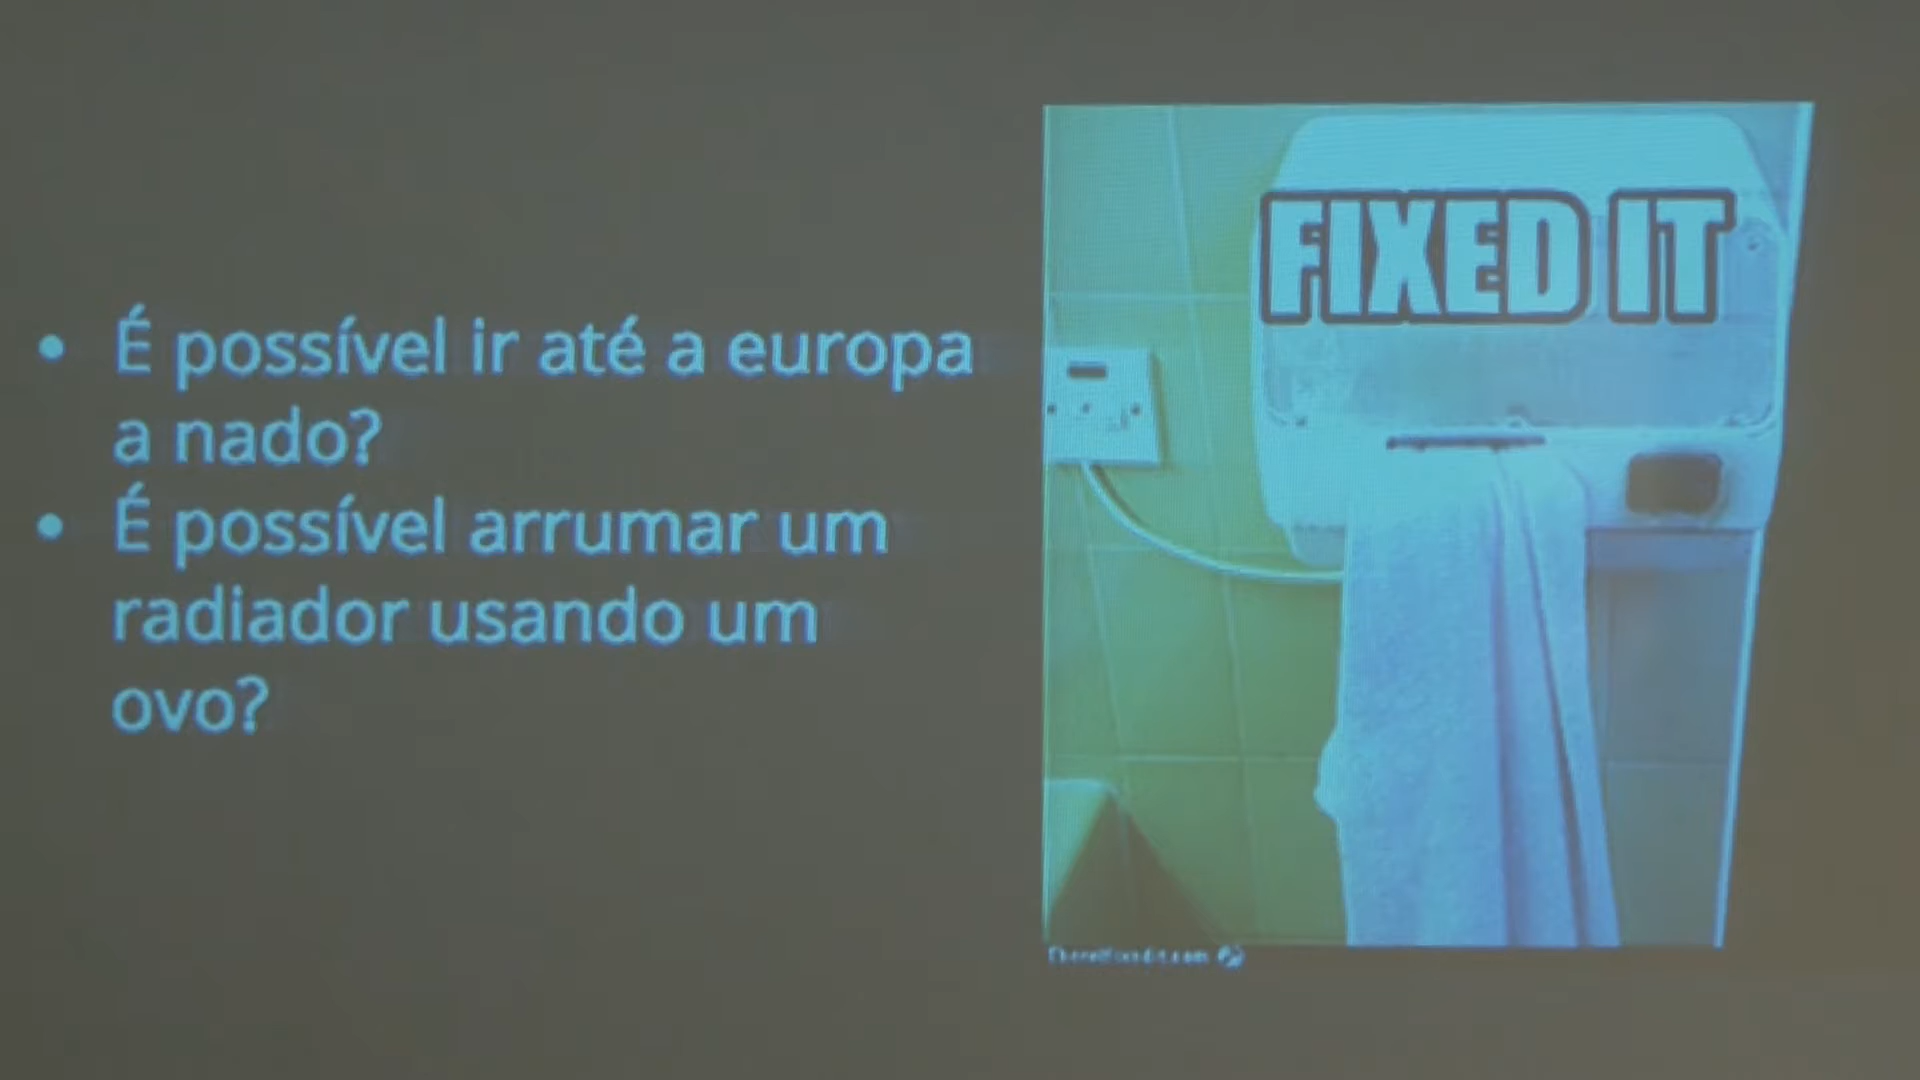 • É possível ir até a europa
a nado?
• É possível arrumar um
radiador usando um
ovo?
FIXED IT